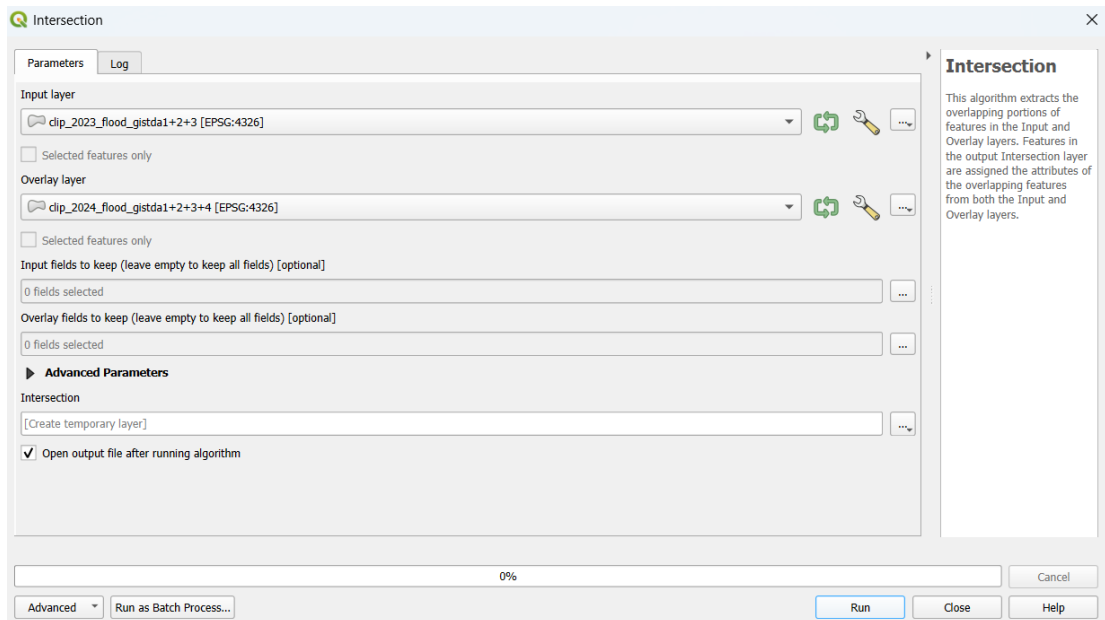 Intersection
Parameters
Log
Input layer
clip_2023_flood_gistda1+2+3 [EPSG:4326]
...
Selected features only
Overlay layer
clip_2024_flood_gistda1+2+3+4 [EPSG:4326]
...
Selected features only
Input fields to keep (leave empty to keep all fields) [optional]
0 fields selected
...
Overlay fields to keep (leave empty to keep all fields) [optional]
0 fields selected
...
Advanced Parameters
Intersection
[Create temporary layer]
...
Open output file after running algorithm
Intersection
This algorithm extracts the
overlapping portions of
features in the Input and
Overlay layers. Features in
the output Intersection layer
are assigned the attributes of
the overlapping features
from both the Input and
Overlay layers.
0%
Cancel
Advanced
Run as Batch Process...
Run
Close
Help